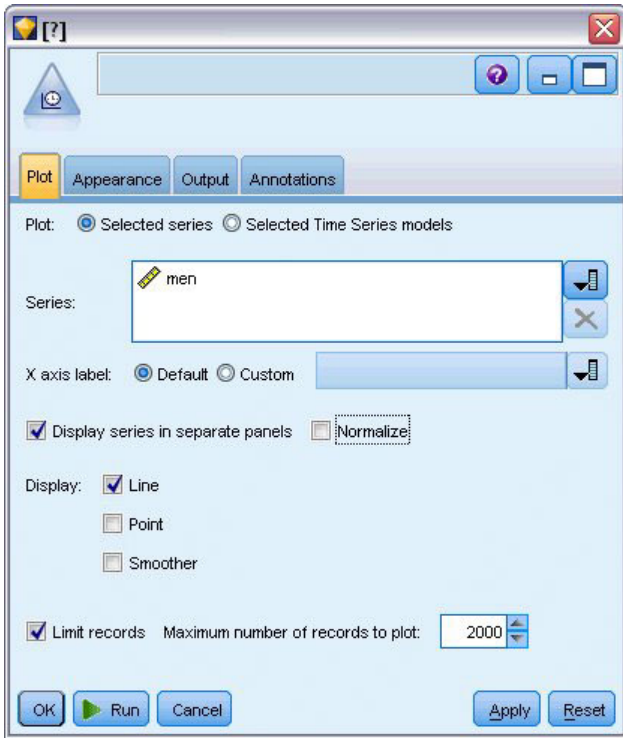 [?]
Plot Appearance Output Annotations
Plot: Selected series Selected Time Series models
Series: men
X axis label: Default Custom
Display series in separate panels Normalize
Display: Line
Point
Smoother
Limit records Maximum number of records to plot: 2000
OK Run Cancel Apply Reset